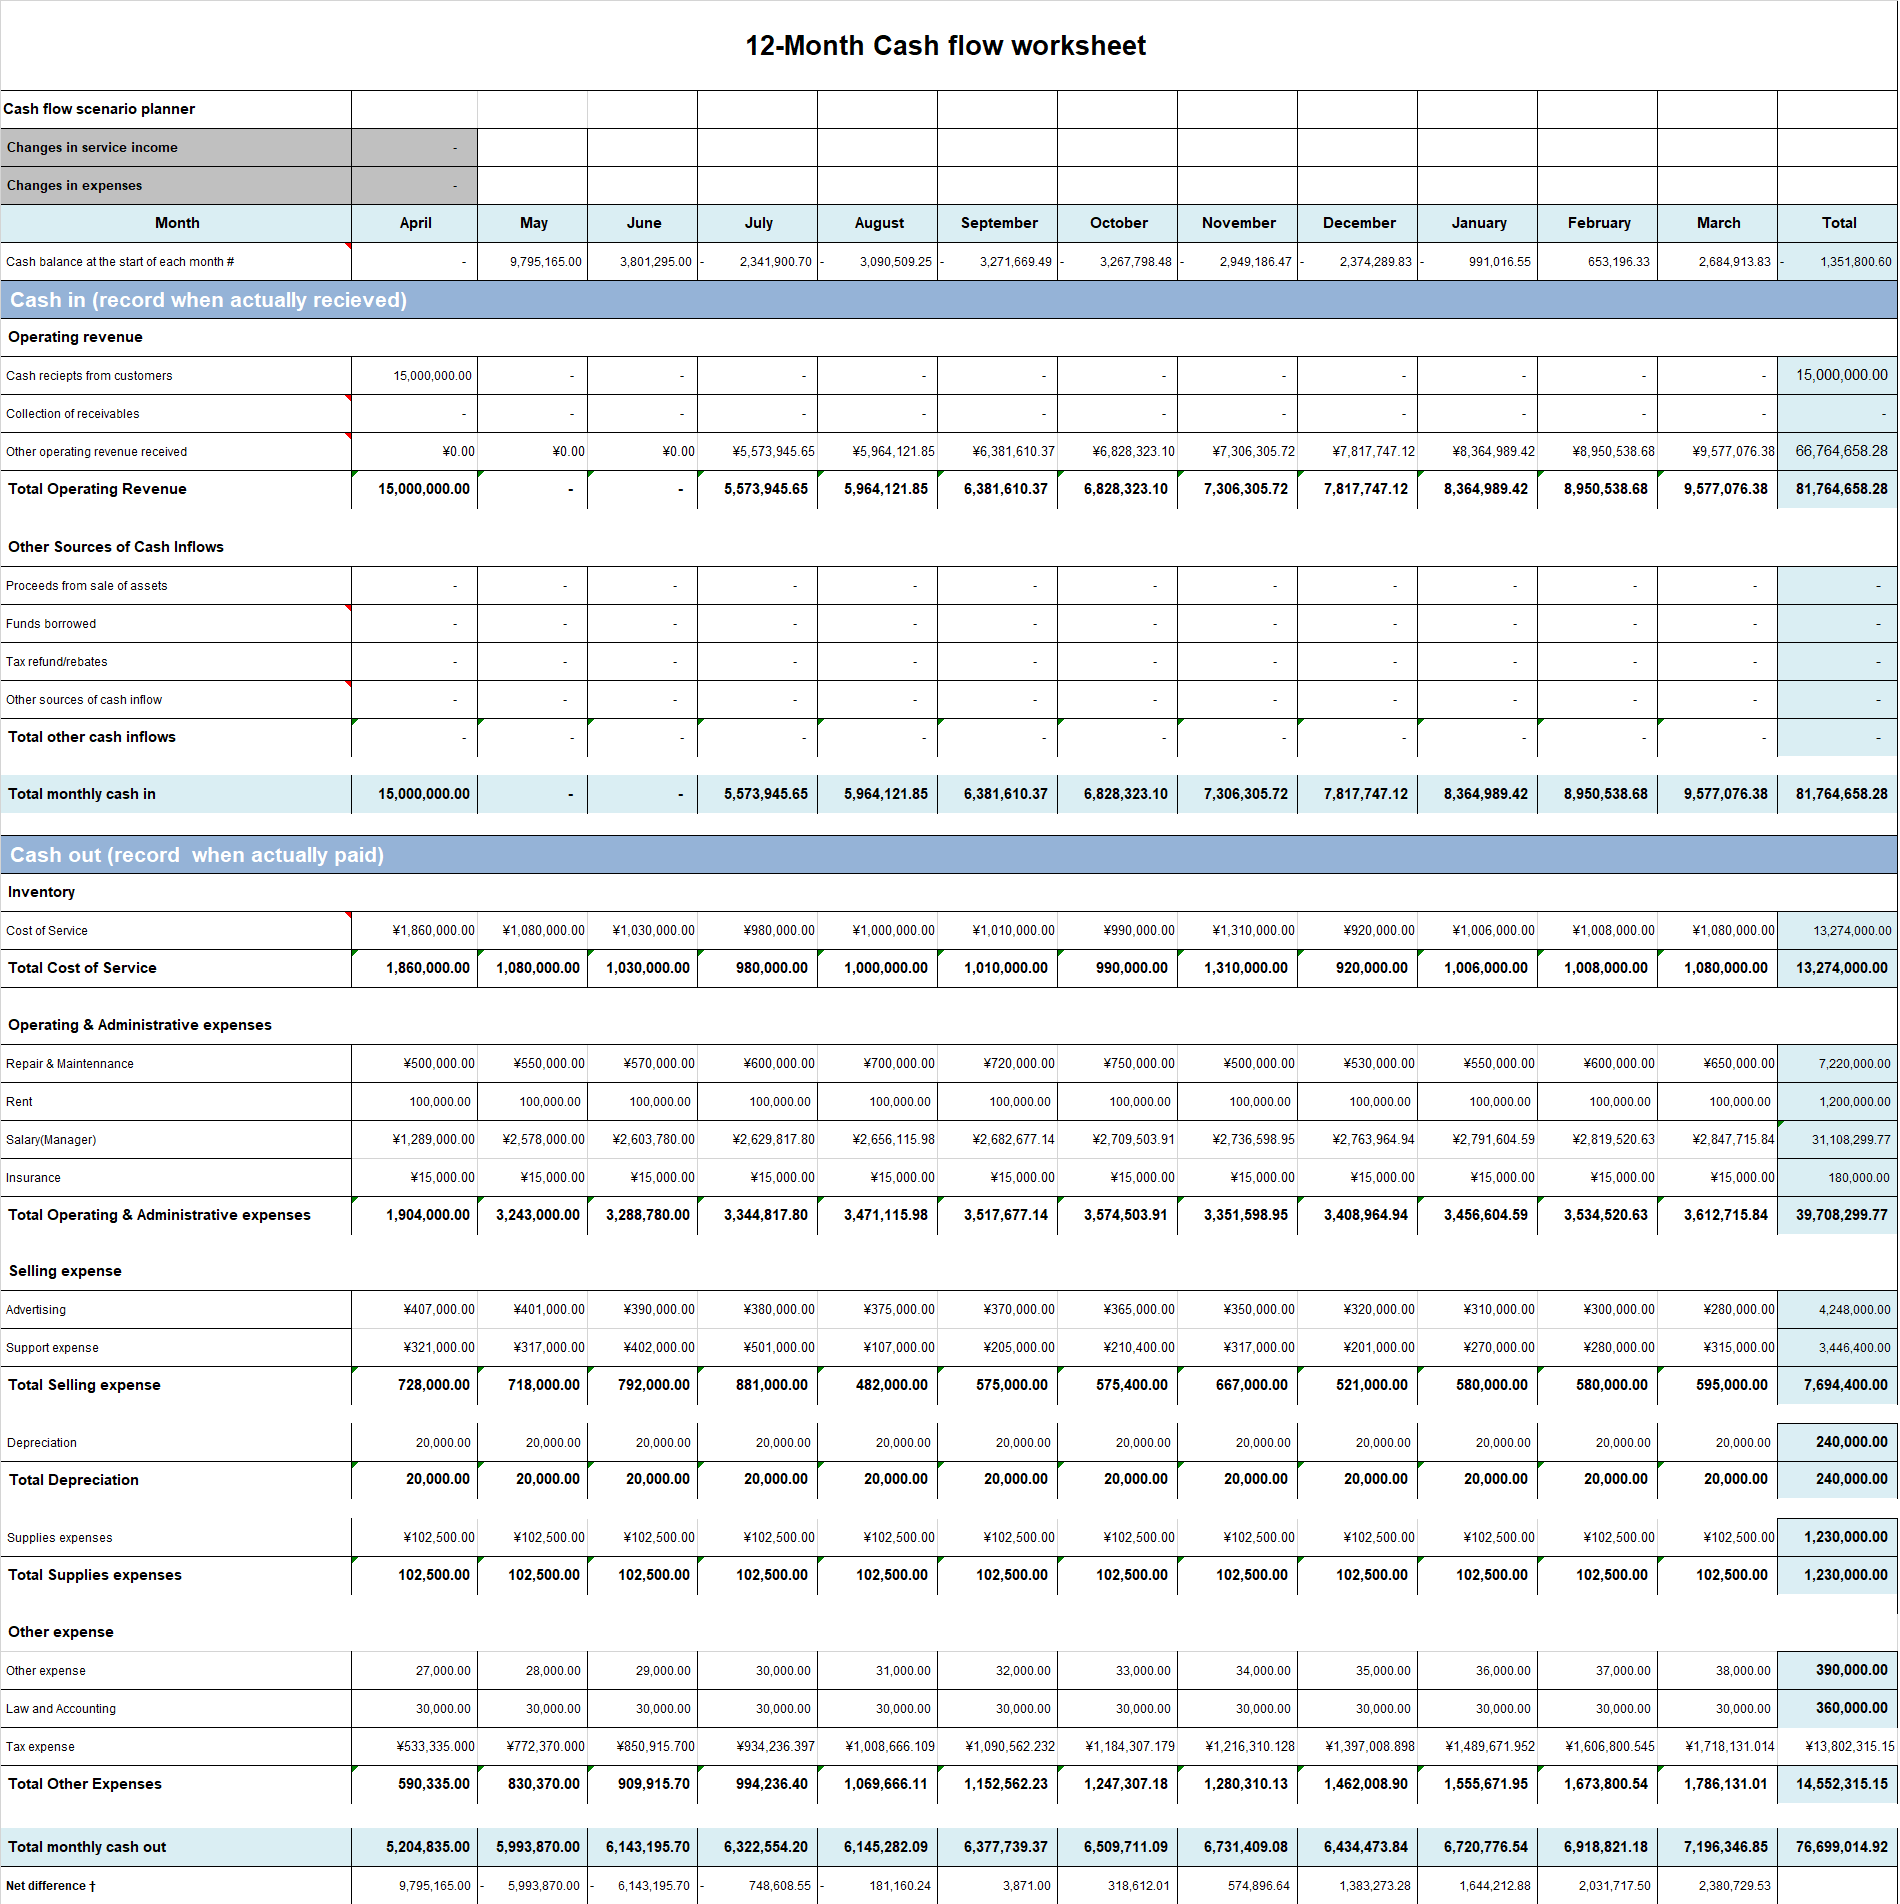 12-Month Cash flow worksheet
Cash flow scenario planner
Changes in service income -
Changes in expenses -
Month April May June July August September October November December January February March Total
Cash balance at the start of each month # - 9,795,165.00 3,801,295.00 - 2,341,900.70 - 3,090,509.25 - 3,271,669.49 - 3,267,798.48 - 2,949,186.47 - 2,374,289.83 - 991,016.55 653,196.33 2,684,913.83 - 1,351,800.60
Cash in (record when actually recieved)
Operating revenue
Cash reciepts from customers 15,000,000.00 - - - - - - - - - - - 15,000,000.00
Collection of receivables - - - - - - - - - - - - -
Other operating revenue received ¥0.00 ¥0.00 ¥0.00 ¥5,573,945.65 ¥5,964,121.85 ¥6,381,610.37 ¥6,828,323.10 ¥7,306,305.72 ¥7,817,747.12 ¥8,364,989.42 ¥8,950,538.68 ¥9,577,076.38 66,764,658.28
Total Operating Revenue 15,000,000.00 - - 5,573,945.65 5,964,121.85 6,381,610.37 6,828,323.10 7,306,305.72 7,817,747.12 8,364,989.42 8,950,538.68 9,577,076.38 81,764,658.28
Other Sources of Cash Inflows
Proceeds from sale of assets - - - - - - - - - - - - -
Funds borrowed - - - - - - - - - - - - -
Tax refund/rebates - - - - - - - - - - - - -
Other sources of cash inflow - - - - - - - - - - - - -
Total other cash inflows - - - - - - - - - - - - -
Total monthly cash in 15,000,000.00 - - 5,573,945.65 5,964,121.85 6,381,610.37 6,828,323.10 7,306,305.72 7,817,747.12 8,364,989.42 8,950,538.68 9,577,076.38 81,764,658.28
Cash out (record  when actually paid)
Inventory
Cost of Service ¥1,860,000.00 ¥1,080,000.00 ¥1,030,000.00 ¥980,000.00 ¥1,000,000.00 ¥1,010,000.00 ¥990,000.00 ¥1,310,000.00 ¥920,000.00 ¥1,006,000.00 ¥1,008,000.00 ¥1,080,000.00 13,274,000.00
Total Cost of Service 1,860,000.00 1,080,000.00 1,030,000.00 980,000.00 1,000,000.00 1,010,000.00 990,000.00 1,310,000.00 920,000.00 1,006,000.00 1,008,000.00 1,080,000.00 13,274,000.00
Operating & Administrative expenses
Repair & Maintennance ¥500,000.00 ¥550,000.00 ¥570,000.00 ¥600,000.00 ¥700,000.00 ¥720,000.00 ¥750,000.00 ¥500,000.00 ¥530,000.00 ¥550,000.00 ¥600,000.00 ¥650,000.00 7,220,000.00
Rent 100,000.00 100,000.00 100,000.00 100,000.00 100,000.00 100,000.00 100,000.00 100,000.00 100,000.00 100,000.00 100,000.00 100,000.00 1,200,000.00
Salary(Manager) ¥1,289,000.00 ¥2,578,000.00 ¥2,603,780.00 ¥2,629,817.80 ¥2,656,115.98 ¥2,682,677.14 ¥2,709,503.91 ¥2,736,598.95 ¥2,763,964.94 ¥2,791,604.59 ¥2,819,520.63 ¥2,847,715.84 31,108,299.77
Insurance ¥15,000.00 ¥15,000.00 ¥15,000.00 ¥15,000.00 ¥15,000.00 ¥15,000.00 ¥15,000.00 ¥15,000.00 ¥15,000.00 ¥15,000.00 ¥15,000.00 ¥15,000.00 180,000.00
Total Operating & Administrative expenses 1,904,000.00 3,243,000.00 3,288,780.00 3,344,817.80 3,471,115.98 3,517,677.14 3,574,503.91 3,351,598.95 3,408,964.94 3,456,604.59 3,534,520.63 3,612,715.84 39,708,299.77
Selling expense
Advertising ¥407,000.00 ¥401,000.00 ¥390,000.00 ¥380,000.00 ¥375,000.00 ¥370,000.00 ¥365,000.00 ¥350,000.00 ¥320,000.00 ¥310,000.00 ¥300,000.00 ¥280,000.00 4,248,000.00
Support expense ¥321,000.00 ¥317,000.00 ¥402,000.00 ¥501,000.00 ¥107,000.00 ¥205,000.00 ¥210,400.00 ¥317,000.00 ¥201,000.00 ¥270,000.00 ¥280,000.00 ¥315,000.00 3,446,400.00
Total Selling expense 728,000.00 718,000.00 792,000.00 881,000.00 482,000.00 575,000.00 575,400.00 667,000.00 521,000.00 580,000.00 580,000.00 595,000.00 7,694,400.00
Depreciation 20,000.00 20,000.00 20,000.00 20,000.00 20,000.00 20,000.00 20,000.00 20,000.00 20,000.00 20,000.00 20,000.00 20,000.00 240,000.00
Total Depreciation 20,000.00 20,000.00 20,000.00 20,000.00 20,000.00 20,000.00 20,000.00 20,000.00 20,000.00 20,000.00 20,000.00 20,000.00 240,000.00
Supplies expenses ¥102,500.00 ¥102,500.00 ¥102,500.00 ¥102,500.00 ¥102,500.00 ¥102,500.00 ¥102,500.00 ¥102,500.00 ¥102,500.00 ¥102,500.00 ¥102,500.00 ¥102,500.00 1,230,000.00
Total Supplies expenses 102,500.00 102,500.00 102,500.00 102,500.00 102,500.00 102,500.00 102,500.00 102,500.00 102,500.00 102,500.00 102,500.00 102,500.00 1,230,000.00
Other expense
Other expense 27,000.00 28,000.00 29,000.00 30,000.00 31,000.00 32,000.00 33,000.00 34,000.00 35,000.00 36,000.00 37,000.00 38,000.00 390,000.00
Law and Accounting 30,000.00 30,000.00 30,000.00 30,000.00 30,000.00 30,000.00 30,000.00 30,000.00 30,000.00 30,000.00 30,000.00 30,000.00 360,000.00
Tax expense ¥533,335.000 ¥772,370.000 ¥850,915.700 ¥934,236.397 ¥1,008,666.109 ¥1,090,562.232 ¥1,184,307.179 ¥1,216,310.128 ¥1,397,008.898 ¥1,489,671.952 ¥1,606,800.545 ¥1,718,131.014 ¥13,802,315.15
Total Other Expenses 590,335.00 830,370.00 909,915.70 994,236.40 1,069,666.11 1,152,562.23 1,247,307.18 1,280,310.13 1,462,008.90 1,555,671.95 1,673,800.54 1,786,131.01 14,552,315.15
Total monthly cash out 5,204,835.00 5,993,870.00 6,143,195.70 6,322,554.20 6,145,282.09 6,377,739.37 6,509,711.09 6,731,409.08 6,434,473.84 6,720,776.54 6,918,821.18 7,196,346.85 76,699,014.92
Net difference † 9,795,165.00 - 5,993,870.00 - 6,143,195.70 - 748,608.55 - 181,160.24 3,871.00 318,612.01 574,896.64 1,383,273.28 1,644,212.88 2,031,717.50 2,380,729.53